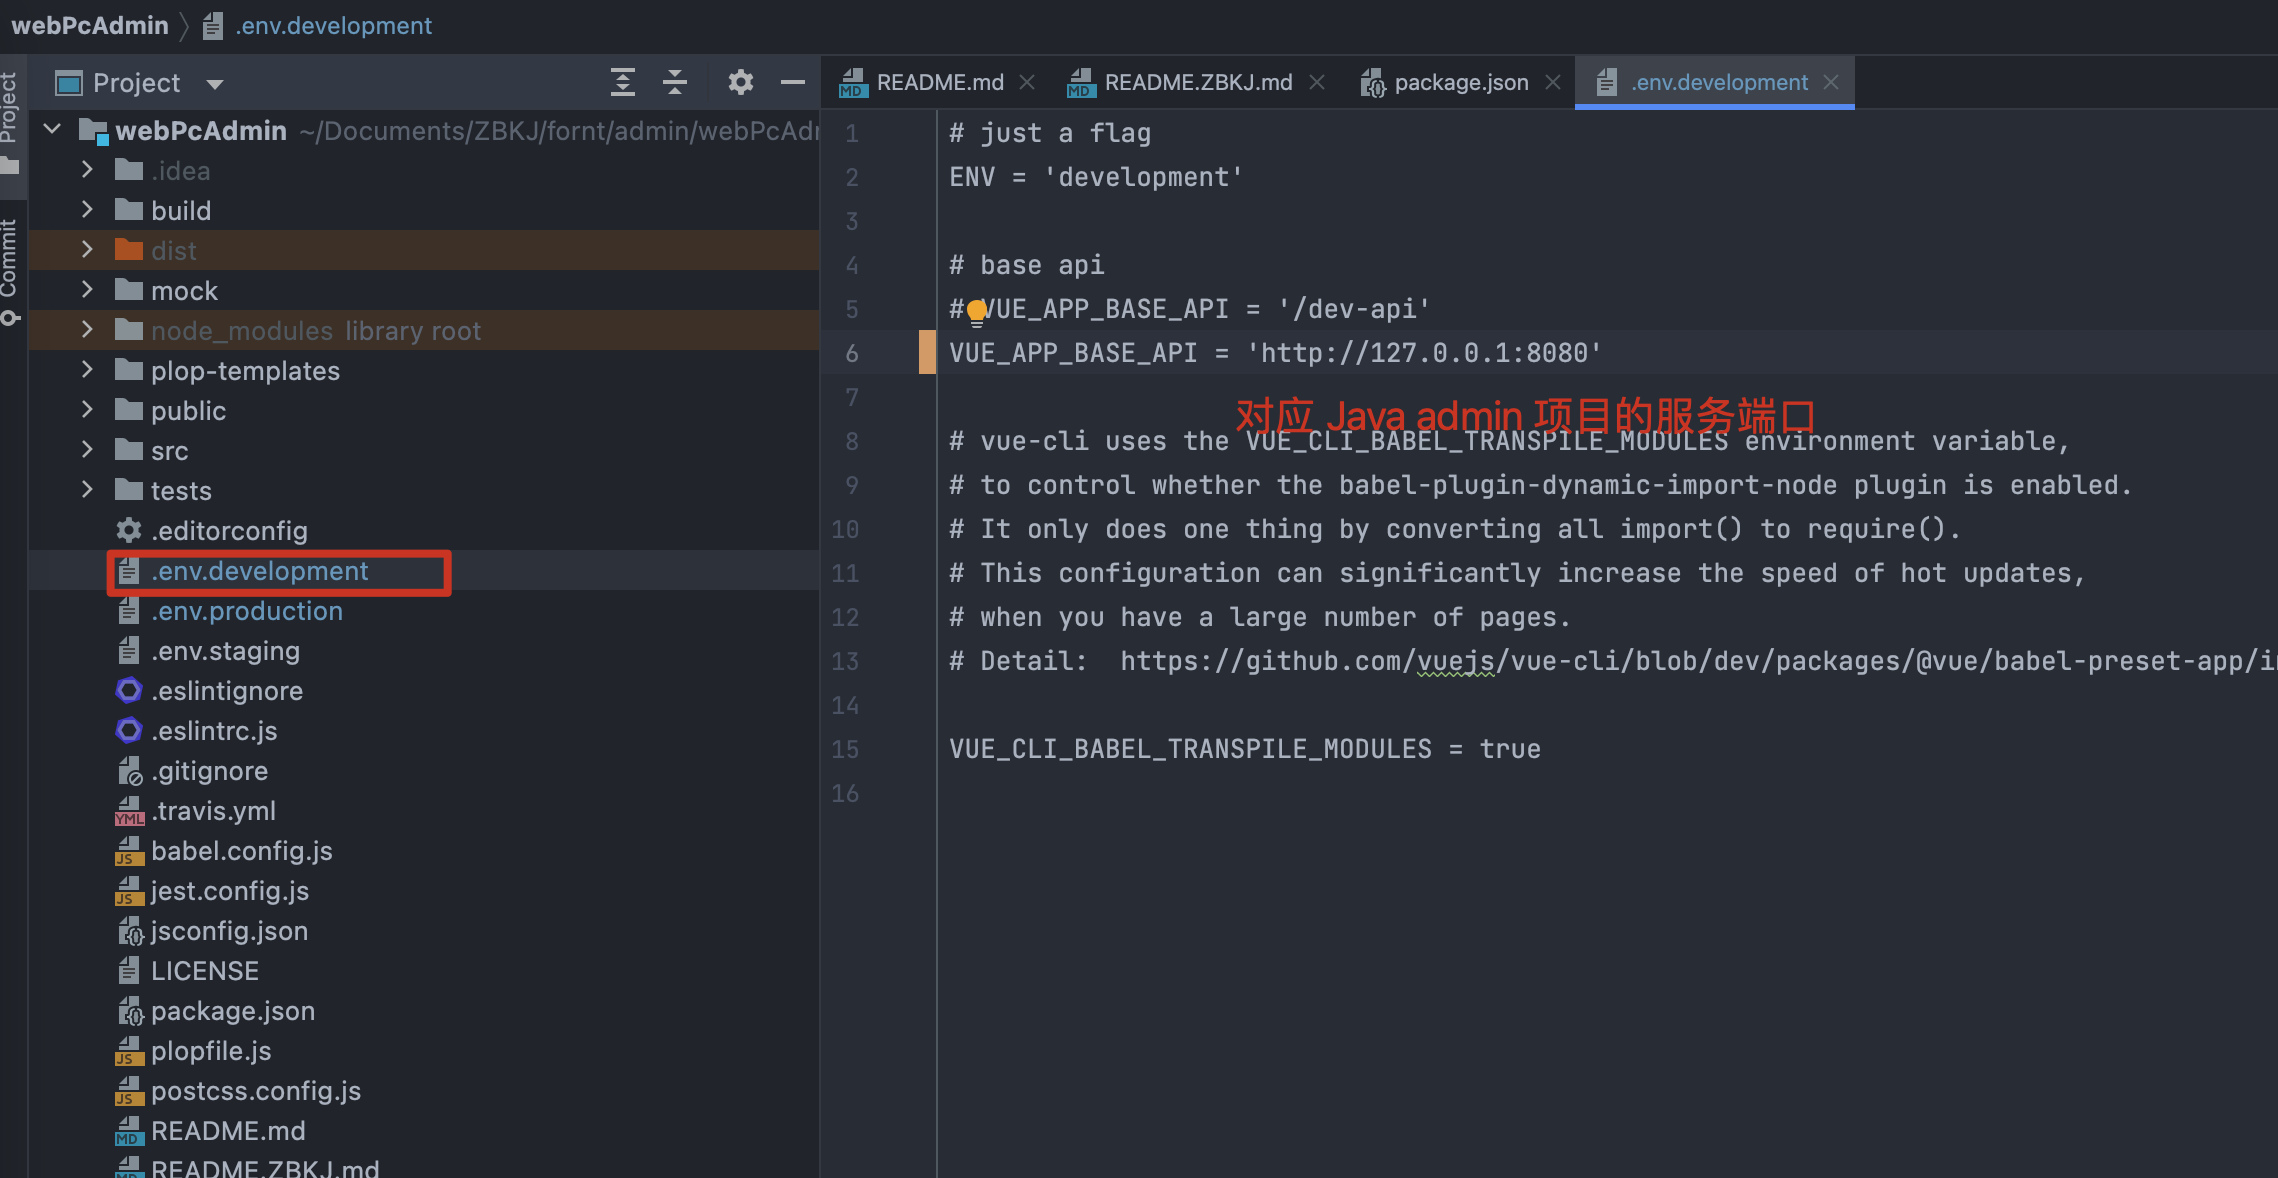 webPcAdmin .env.development
Project
Commit
Project
webPcAdmin ~/Documents/ZBKJ/fornt/admin/webPcAdr
.idea
build
dist
mock
node_modules library root
plop-templates
public
src
tests
.editorconfig
.env.development
.env.production
.env.staging
.eslintignore
.eslintrc.js
.gitignore
.travis.yml
babel.config.js
jest.config.js
jsconfig.json
LICENSE
package.json
plopfile.js
postcss.config.js
README.md
README.ZBKJ.md
README.md README.ZBKJ.md package.json .env.development
1 # just a flag
2 ENV = 'development'
3
4 # base api
5 # VUE_APP_BASE_API = '/dev-api'
6 VUE_APP_BASE_API = 'http://127.0.0.1:8080'
7
对应 Java admin 项目的服务端口
8 # vue-cli uses the VUE_CLI_BABEL_TRANSPILE_MODULES environment variable,
9 # to control whether the babel-plugin-dynamic-import-node plugin is enabled.
10 # It only does one thing by converting all import() to require().
11 # This configuration can significantly increase the speed of hot updates,
12 # when you have a large number of pages.
13 # Detail:  https://github.com/vuejs/vue-cli/blob/dev/packages/@vue/babel-preset-app/i
14
15 VUE_CLI_BABEL_TRANSPILE_MODULES = true
16